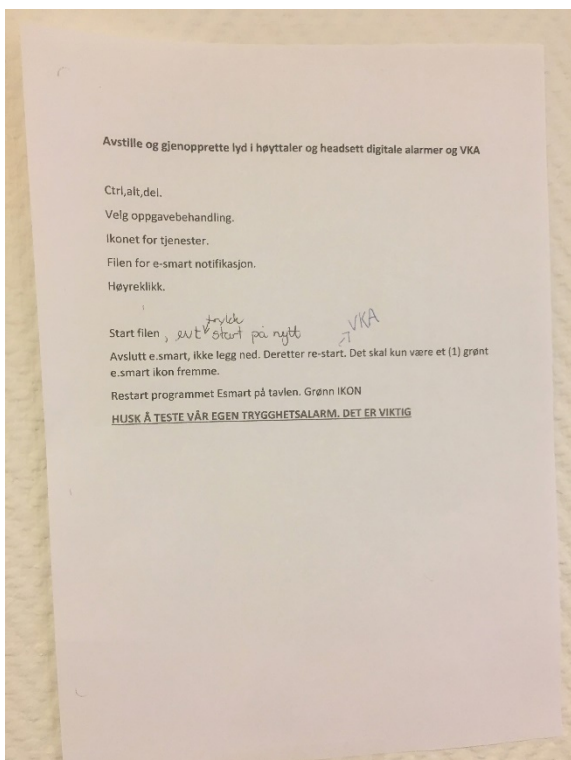 Avstille og gjenopprette lyd i høyttaler og headsett digitale alarmer og VKA
Ctrl,alt,del.
Velg oppgavebehandling.
Ikonet for tjenester.
Filen for e-smart notifikasjon.
Høyreklikk.
Start filen , evt trykk start på nytt
VKA
Avslutt e.smart, ikke legg ned. Deretter re-start. Det skal kun være et (1) grønt
e.smart ikon fremme.
Restart programmet Esmart på tavlen. Grønn IKON
HUSK Å TESTE VÅR EGEN TRYGGHETSALARM. DET ER VIKTIG